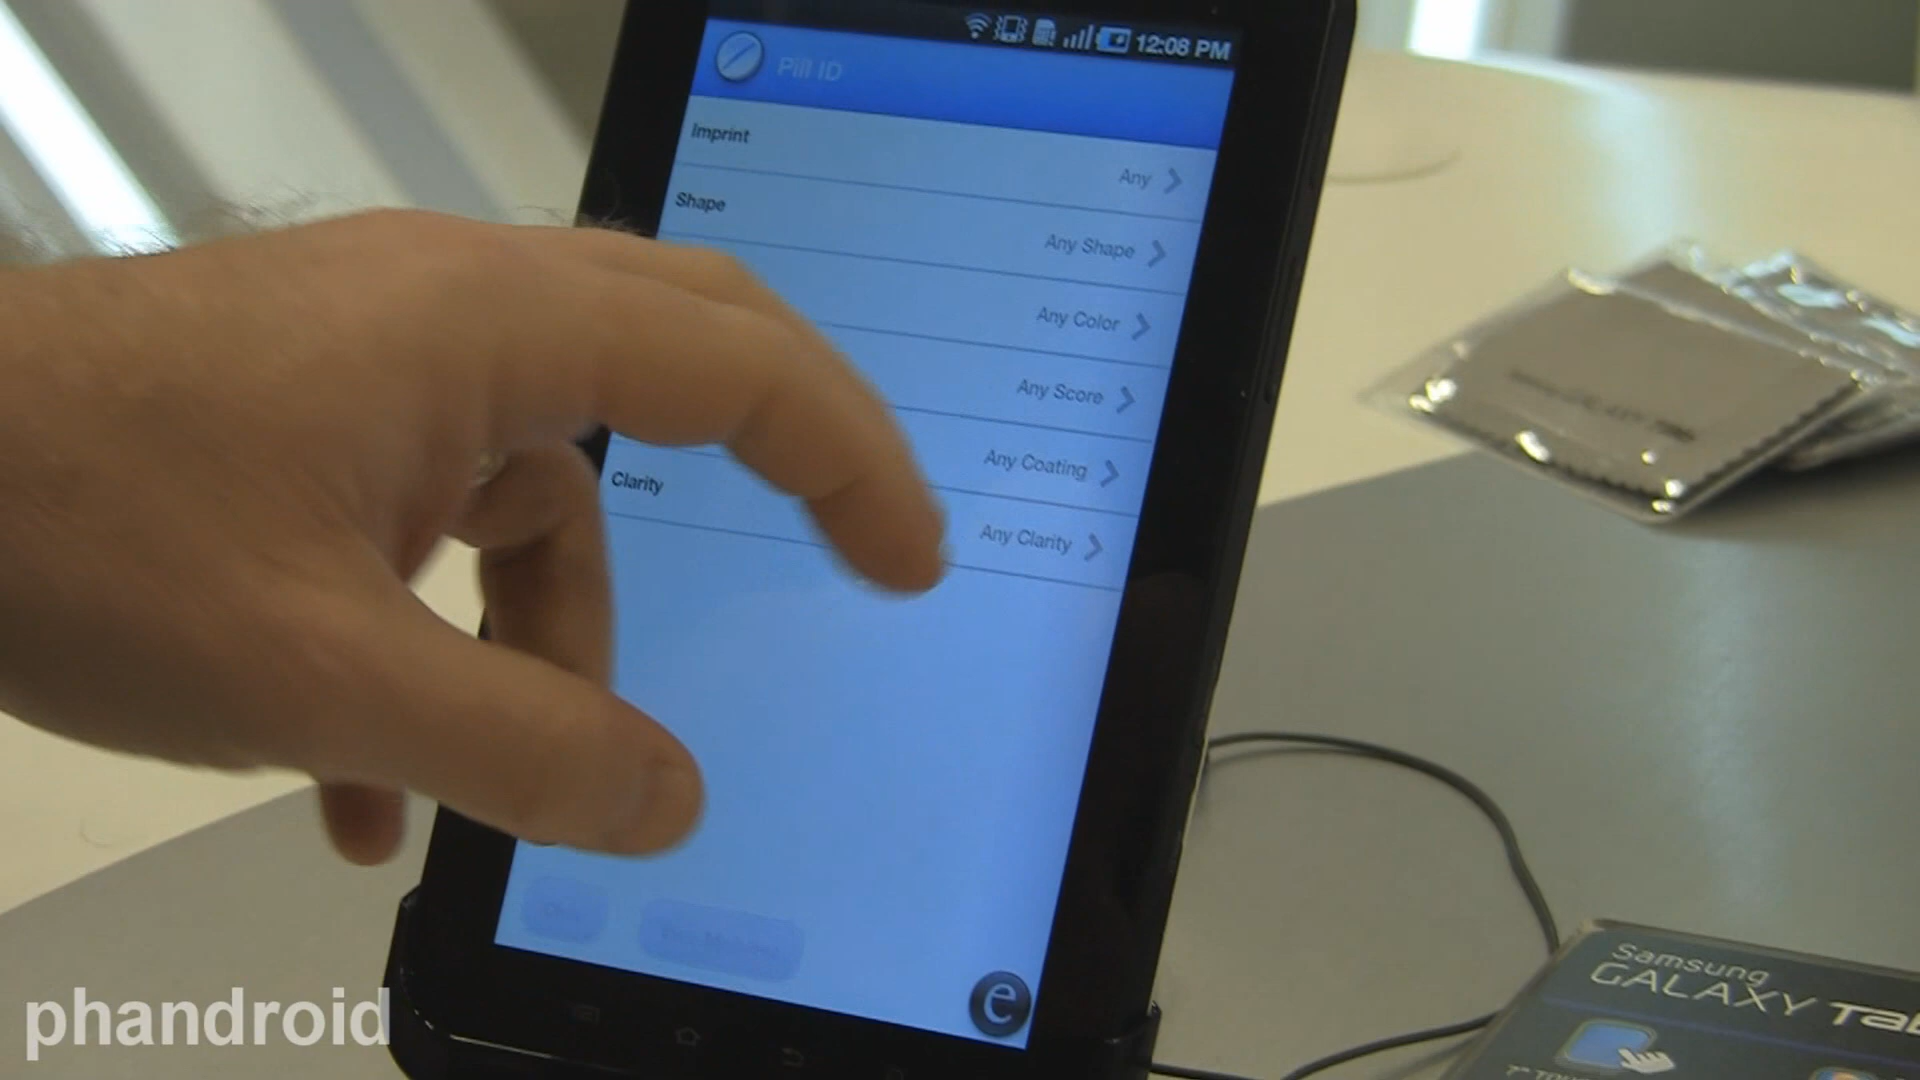 12:08 PM
Pill ID
Imprint
Any
Shape
Any Shape
Any Color
Any Score
Any Coating
Clarity
Any Clarity
e
phandroid
Samsung
GALAXY Tab
7"